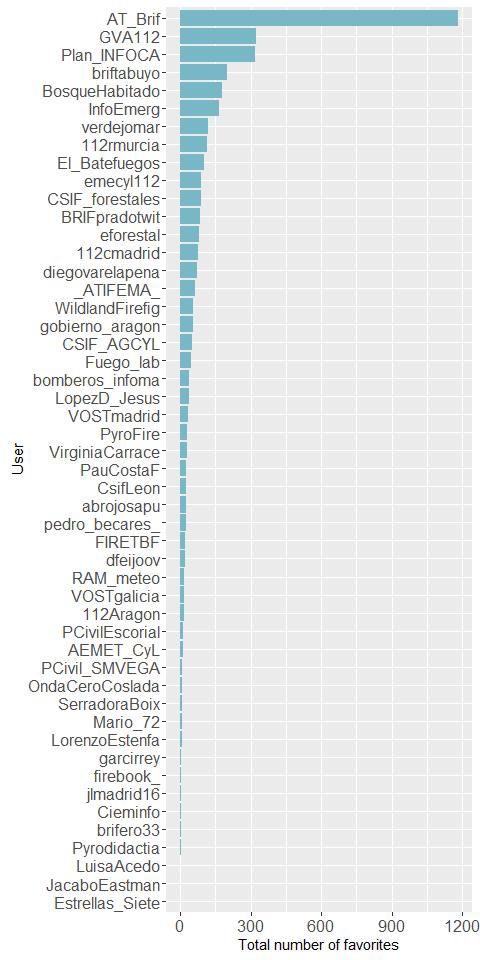 AT_Brif
GVA112
Plan_INFOCA
briftabuyo
BosqueHabitado
InfoEmerg
verdejomar
112rmurcia
El_Batefuegos
emecyl112
CSIF_forestales
BRIFpradotwit
eforestal
112cmadrid
diegovarelapena
_ATIFEMA_
WildlandFirefig
gobierno_aragon
CSIF_AGCYL
Fuego_lab
bomberos_infoma
LopezD_Jesus
VOSTmadrid
PyroFire
VirginiaCarrace
PauCostaF
CsifLeon
abrojosapu
pedro_becares_
FIRETBF
dfeijoov
RAM_meteo
VOSTgalicia
112Aragon
PCivilEscorial
AEMET_CyL
PCivil_SMVEGA
OndaCeroCoslada
SerradoraBoix
Mario_72
LorenzoEstenfa
garcirrey
firebook_
jlmadrid16
Cieminfo
brifero33
Pyrodidactia
LuisaAcedo
JacaboEastman
Estrellas_Siete
User
0 300 600 900 1200
Total number of favorites